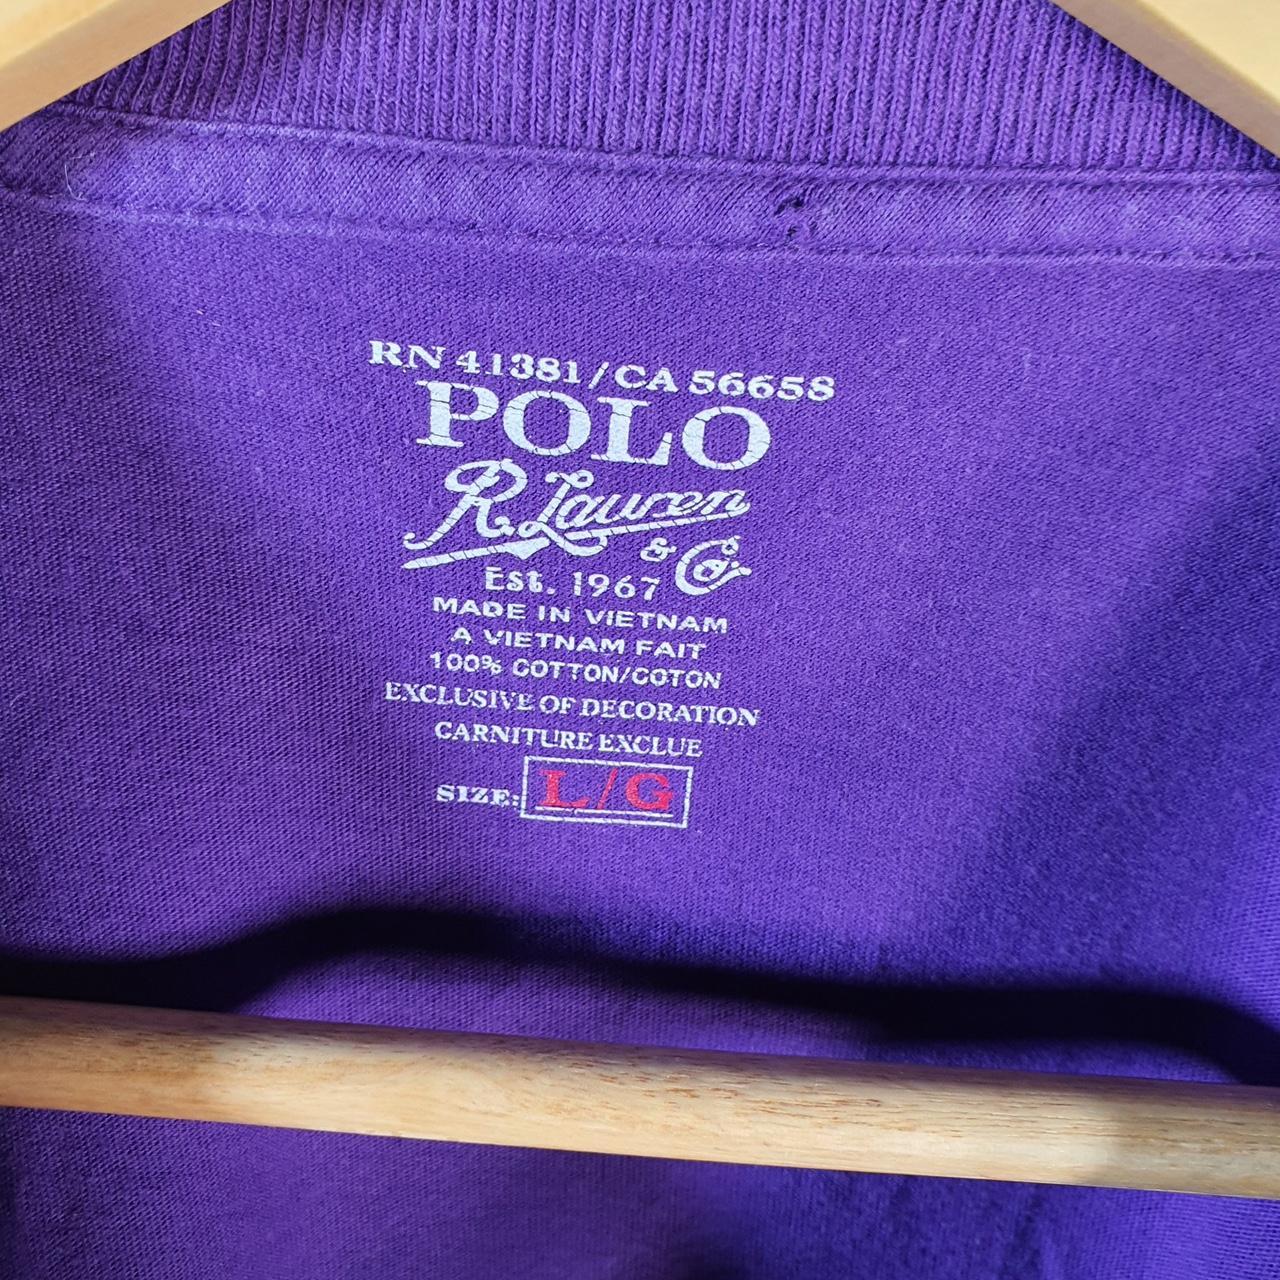 RN 41381/CA 56658
POLO
R. Lauren
& Co
Est. 1967
MADE IN VIETNAM
A VIETNAM FAIT
100% COTTON/COTON
EXCLUSIVE OF DECORATION
CARNITURE EXCLUE
SIZE: L/G